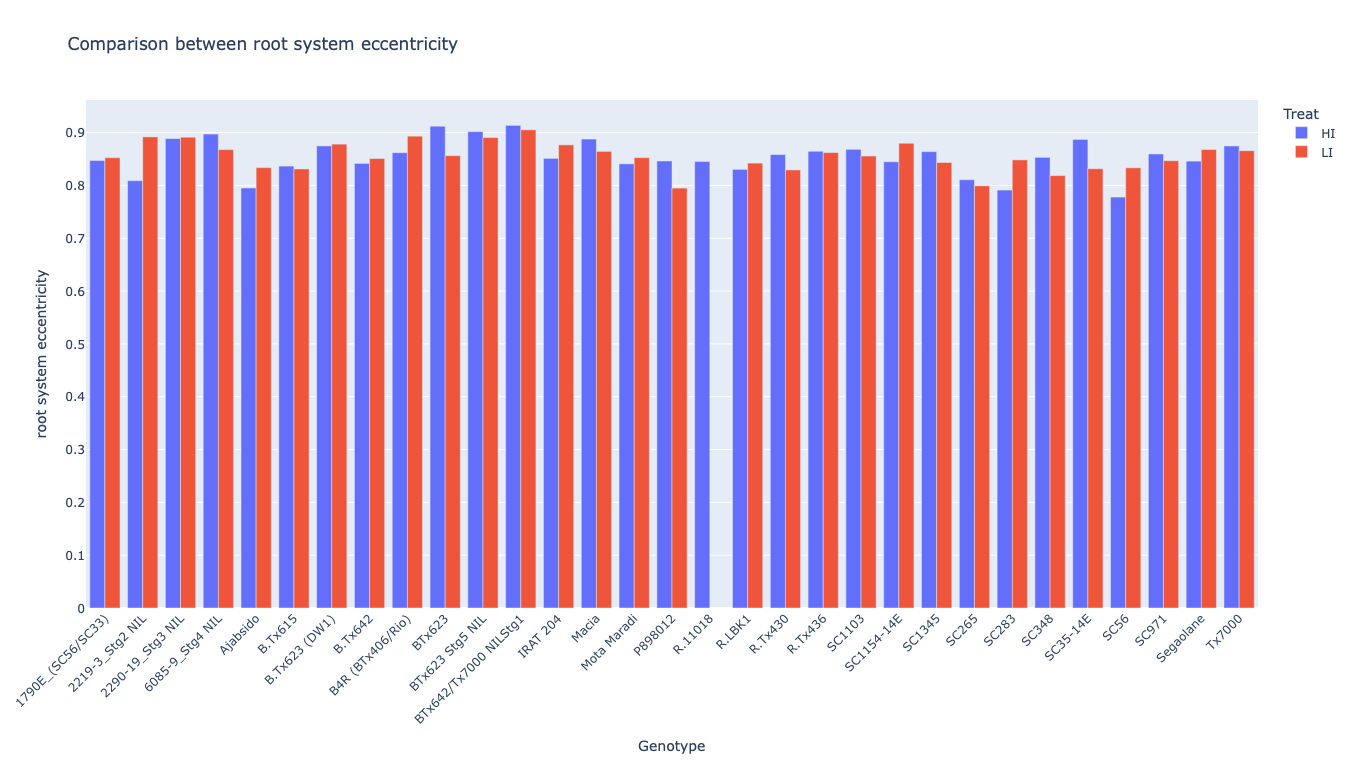 Comparison between root system eccentricity
Treat
HI
LI
root system eccentricity
0.9
0.8
0.7
0.6
0.5
0.4
0.3
0.2
0.1
0
1790E_(SC56/SC33)
2219-3_Stg2 NIL
2290-19_Stg3 NIL
6085-9_Stg4 NIL
Ajabsido
B.Tx615
B.Tx623 (DW1)
B.Tx642
B4R (BTx406/Rio)
BTx623
BTx623 Stg5 NIL
BTx642/Tx7000 NILStg1
IRAT 204
Macia
Mota Maradi
P898012
R.11018
R.LBK1
R.Tx430
R.Tx436
SC1103
SC1154-14E
SC1345
SC265
SC283
SC348
SC35-14E
SC56
SC971
Segaolane
Tx7000
Genotype